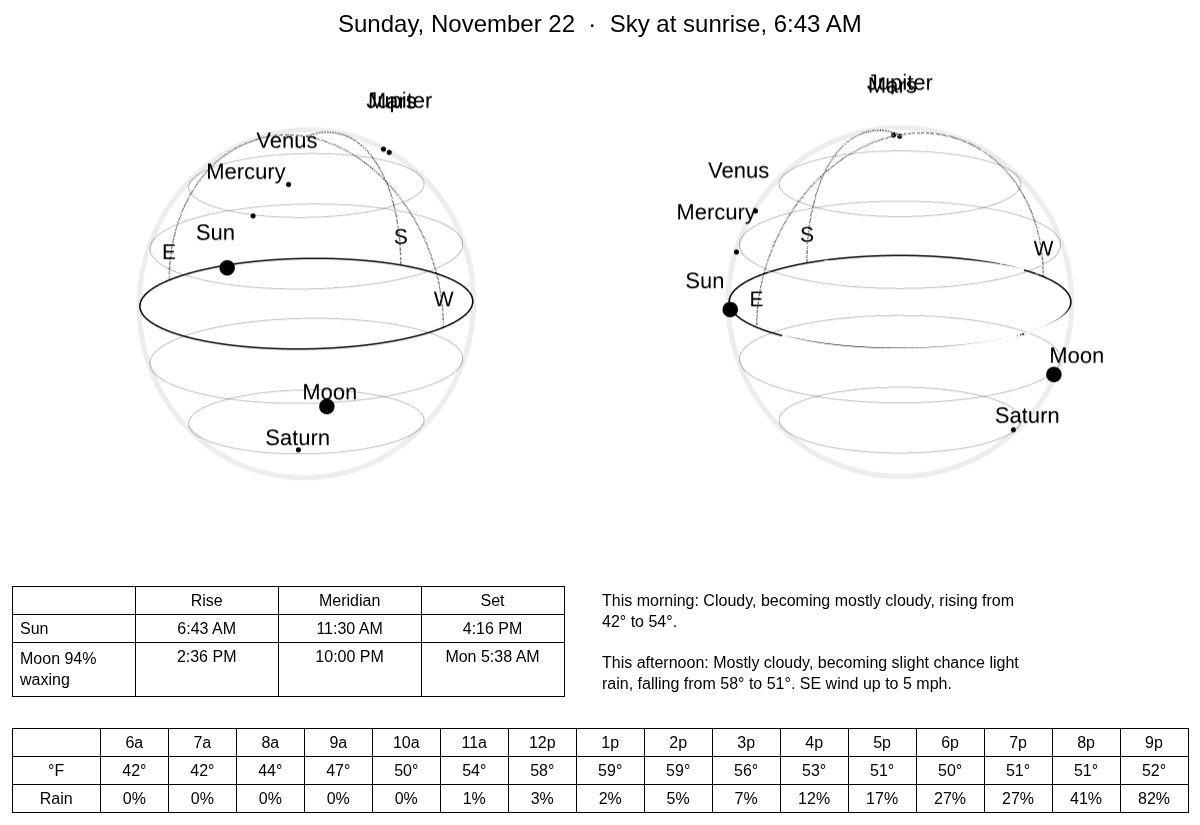 Sunday, November 22 · Sky at sunrise, 6:43 AM
Jupiter
Mars
Venus
Mercury
Sun
E
S
W
Moon
Saturn
Jupiter
Mars
Venus
Mercury
S
W
Sun
E
Moon
Saturn
Rise Meridian Set
Sun 6:43 AM 11:30 AM 4:16 PM
Moon 94% 2:36 PM 10:00 PM Mon 5:38 AM
waxing
This morning: Cloudy, becoming mostly cloudy, rising from
42° to 54°.
This afternoon: Mostly cloudy, becoming slight chance light
rain, falling from 58° to 51°. SE wind up to 5 mph.
6a 7a 8a 9a 10a 11a 12p 1p 2p 3p 4p 5p 6p 7p 8p 9p
°F 42° 42° 44° 47° 50° 54° 58° 59° 59° 56° 53° 51° 50° 51° 51° 52°
Rain 0% 0% 0% 0% 0% 1% 3% 2% 5% 7% 12% 17% 27% 27% 41% 82%